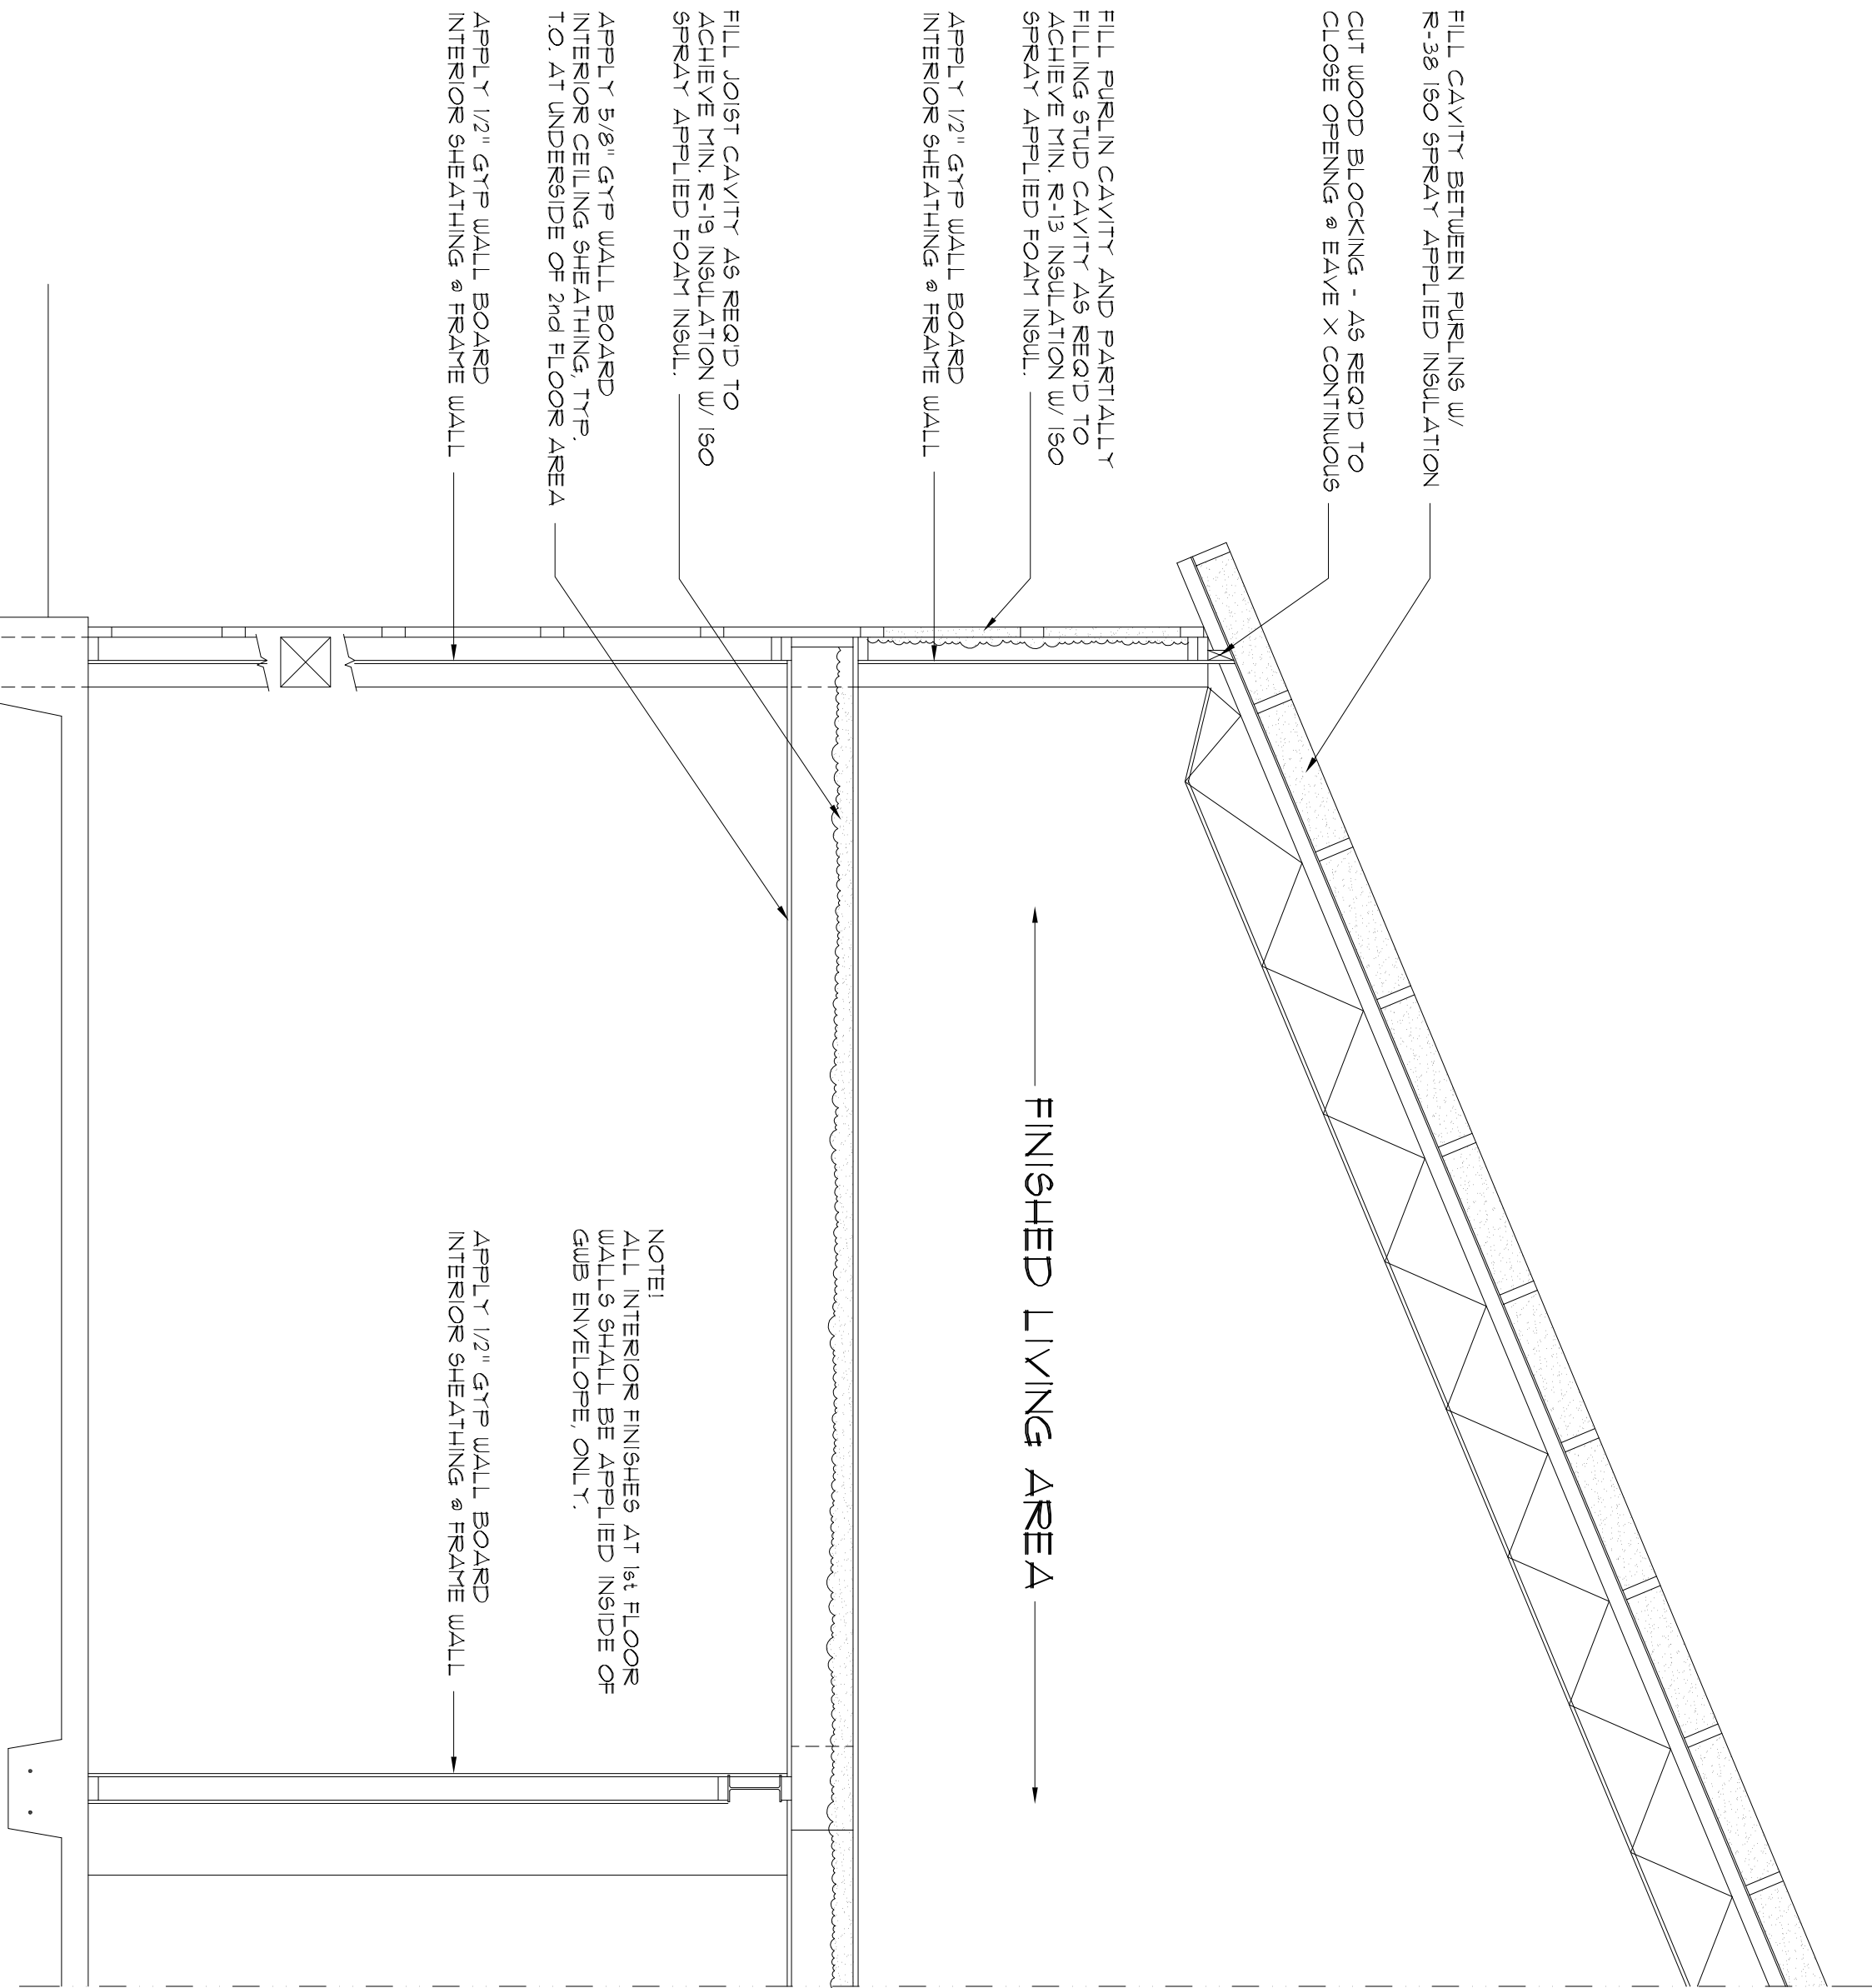 FILL CAVITY BETWEEN PURLINS W/
R-38 ISO SPRAY APPLIED INSULATION
CUT WOOD BLOCKING - AS REQ'D TO
CLOSE OPENNG @ EAVE X CONTINUOUS
FILL PURLIN CAVITY AND PARTIALLY
FILLING STUD CAVITY AS REQ'D TO
ACHIEVE MIN. R-13 INSULATION W/ ISO
SPRAY APPLIED FOAM INSUL.
APPLY 1/2" GYP WALL BOARD
INTERIOR SHEATHING @ FRAME WALL
FILL JOIST CAVITY AS REQ'D TO
ACHIEVE MIN. R-19 INSULATION W/ ISO
SPRAY APPLIED FOAM INSUL.
APPLY 5/8" GYP WALL BOARD
INTERIOR CEILING SHEATHING, TYP.
T.O. AT UNDERSIDE OF 2nd FLOOR AREA
APPLY 1/2" GYP WALL BOARD
INTERIOR SHEATHING @ FRAME WALL
FINISHED LIVING AREA
NOTE!
ALL INTERIOR FINISHES AT 1st FLOOR
WALLS SHALL BE APPLIED INSIDE OF
GWB ENVELOPE, ONLY.
APPLY 1/2" GYP WALL BOARD
INTERIOR SHEATHING @ FRAME WALL